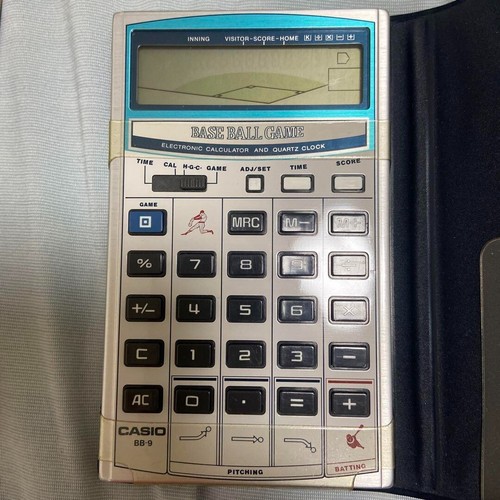 INNING VISITOR-SCORE-HOME K ÷ × − +
BASE BALL GAME
ELECTRONIC CALCULATOR AND QUARTZ CLOCK
TIME CAL H·G·C· GAME ADJ/SET TIME SCORE
GAME
MRC M−
% 7 8 9 ÷
+/− 4 5 6 ×
C 1 2 3 −
AC 0 · = +
CASIO
BB-9
PITCHING BATTING